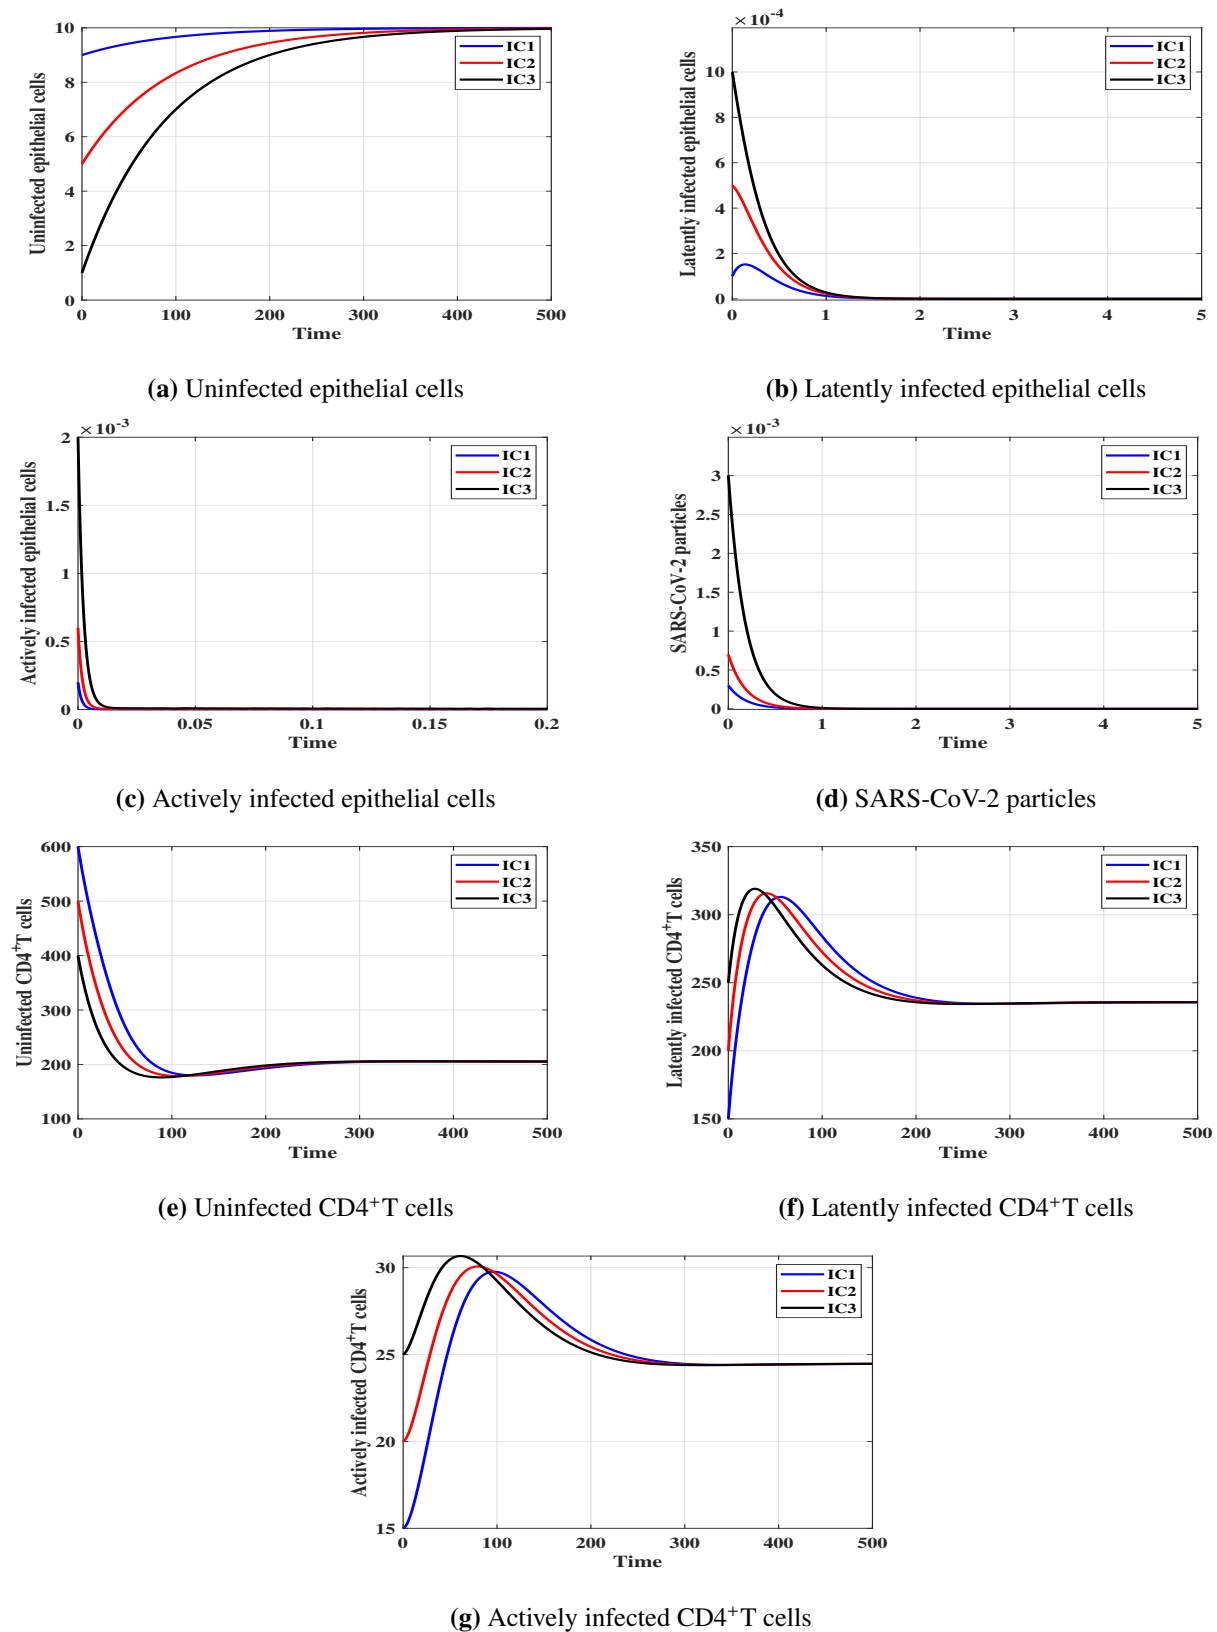 10
8
6
4
2
0
Uninfected epithelial cells
IC1
IC2
IC3
0 100 200 300 400 500
Time
(a) Uninfected epithelial cells
×10⁻⁴
10
8
6
4
2
0
Latently infected epithelial cells
IC1
IC2
IC3
0 1 2 3 4 5
Time
(b) Latently infected epithelial cells
×10⁻³
2
1.5
1
0.5
0
Actively infected epithelial cells
IC1
IC2
IC3
0 0.05 0.1 0.15 0.2
Time
(c) Actively infected epithelial cells
×10⁻³
3
2.5
2
1.5
1
0.5
0
SARS-CoV-2 particles
IC1
IC2
IC3
0 1 2 3 4 5
Time
(d) SARS-CoV-2 particles
600
500
400
300
200
100
Uninfected CD4⁺T cells
IC1
IC2
IC3
0 100 200 300 400 500
Time
(e) Uninfected CD4⁺T cells
350
300
250
200
150
Latently infected CD4⁺T cells
IC1
IC2
IC3
0 100 200 300 400 500
Time
(f) Latently infected CD4⁺T cells
30
25
20
15
Actively infected CD4⁺T cells
IC1
IC2
IC3
0 100 200 300 400 500
Time
(g) Actively infected CD4⁺T cells